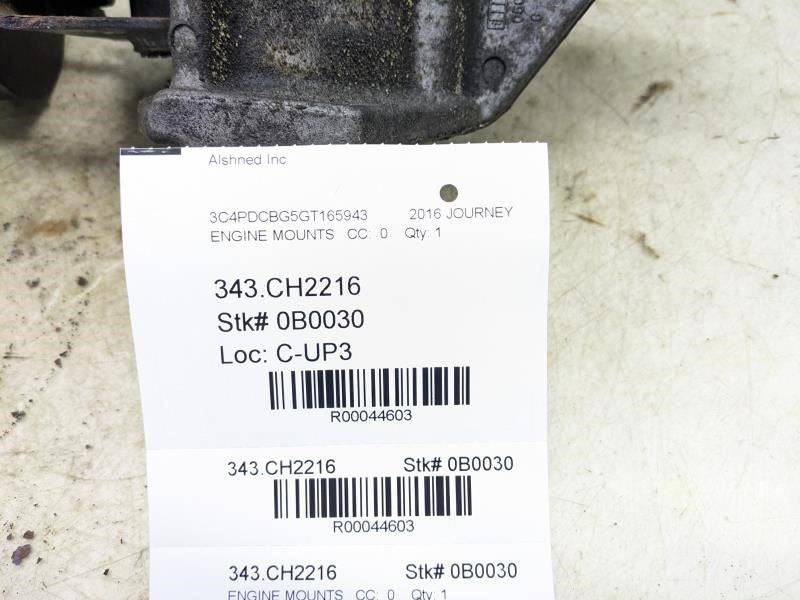 Alshned Inc
3C4PDCBG5GT165943 2016 JOURNEY
ENGINE MOUNTS CC: 0 Qty: 1
343.CH2216
Stk# 0B0030
Loc: C-UP3
R00044603
343.CH2216 Stk# 0B0030
R00044603
343.CH2216 Stk# 0B0030
ENGINE MOUNTS CC: 0 Qty: 1